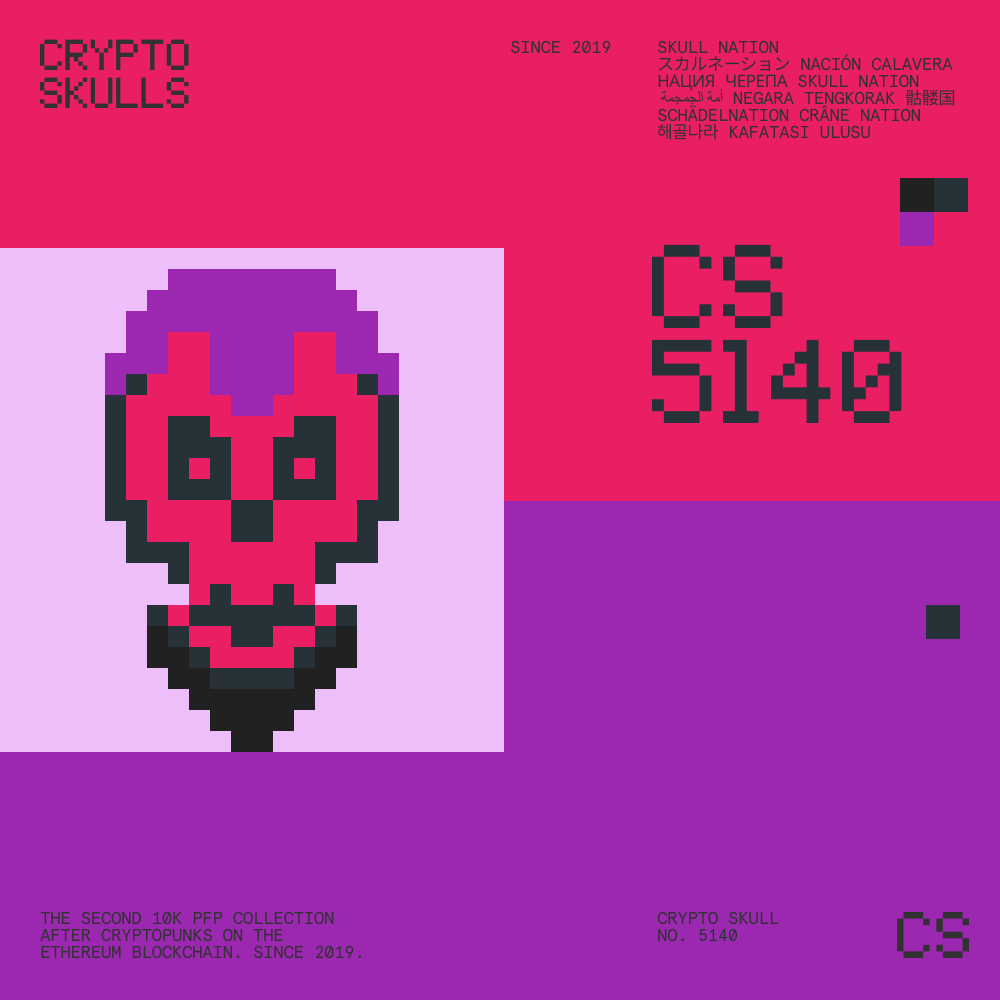 CRYPTO
SKULLS
SINCE 2019
SKULL NATION
スカルネーション NACIÓN CALAVERA
НАЦИЯ ЧЕРЕПА SKULL NATION
أمة الجمجمة NEGARA TENGKORAK 骷髅国
SCHÄDELNATION CRÂNE NATION
해골나라 KAFATASI ULUSU
CS
5140
THE SECOND 10K PFP COLLECTION
AFTER CRYPTOPUNKS ON THE
ETHEREUM BLOCKCHAIN. SINCE 2019.
CRYPTO SKULL
NO. 5140
CS